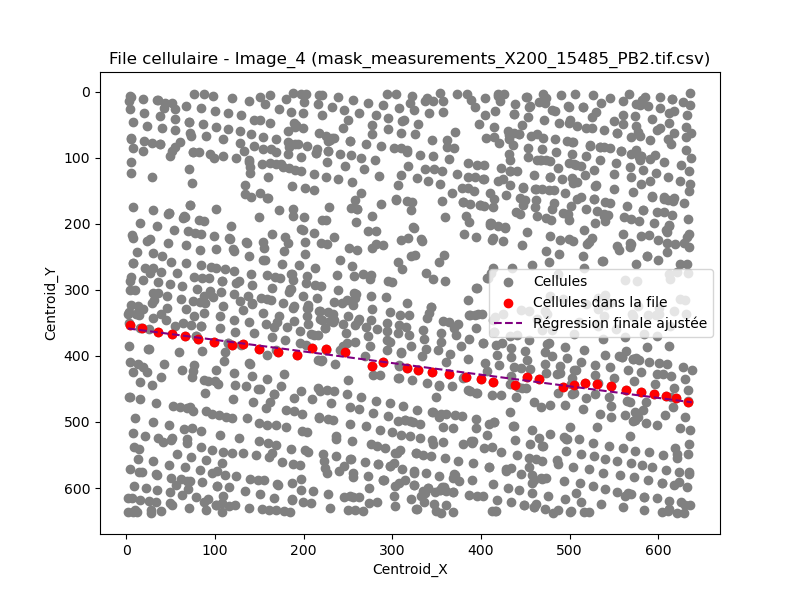 File cellulaire - Image_4 (mask_measurements_X200_15485_PB2.tif.csv)
Centroid_Y
0
100
200
300
400
500
600
Cellules
Cellules dans la file
Régression finale ajustée
0 100 200 300 400 500 600
Centroid_X